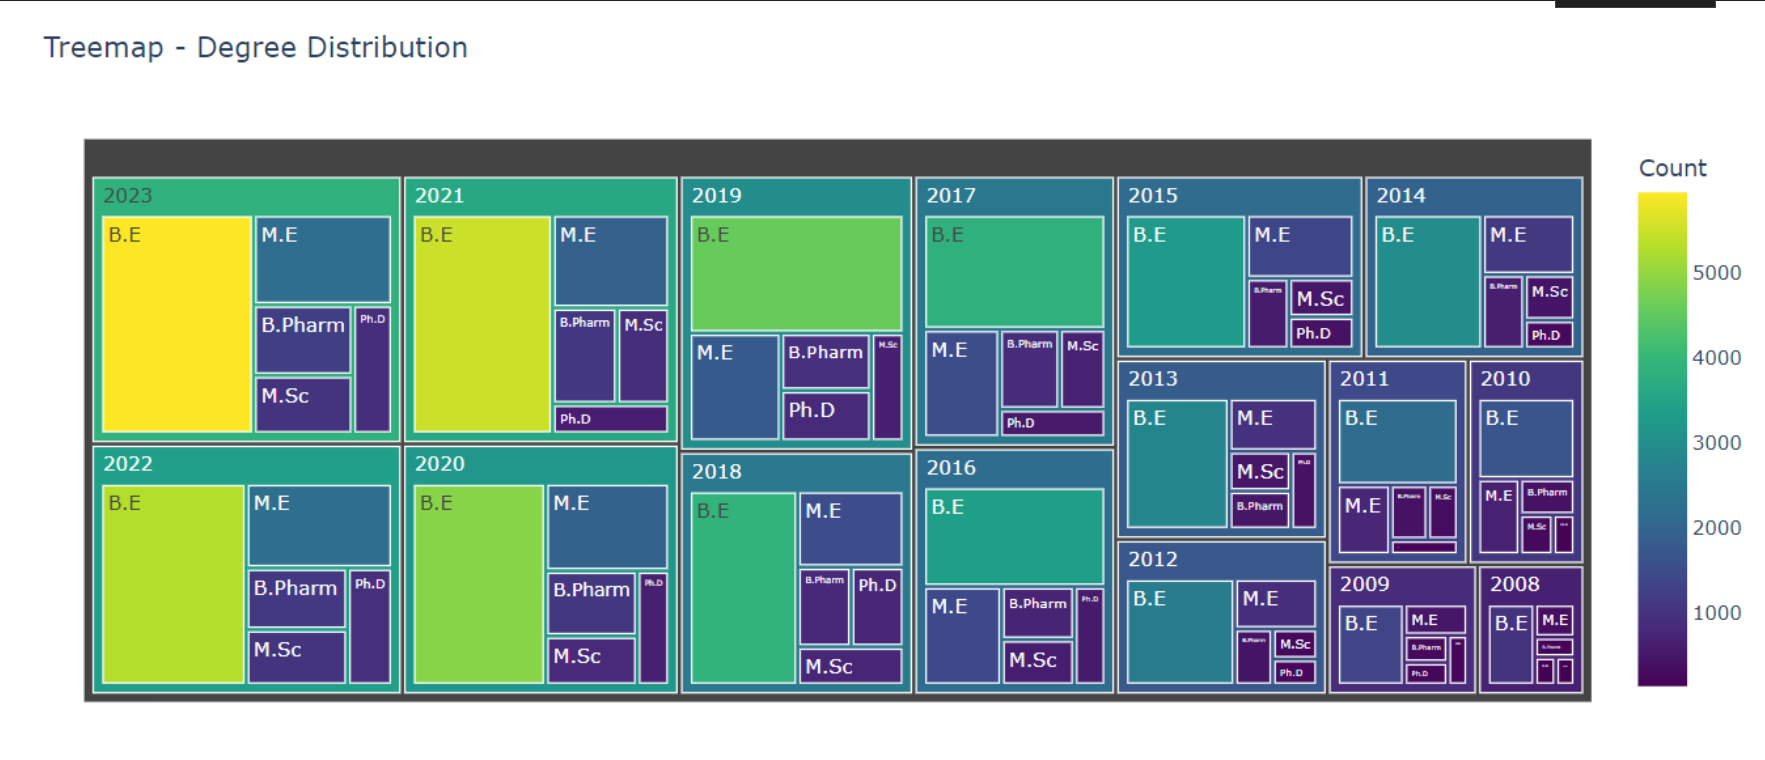 Treemap - Degree Distribution
2023
B.E
M.E
B.Pharm
Ph.D
M.Sc
2022
B.E
M.E
B.Pharm
Ph.D
M.Sc
2021
B.E
M.E
B.Pharm
M.Sc
Ph.D
2020
B.E
M.E
B.Pharm
Ph.D
M.Sc
2019
B.E
M.E
B.Pharm
M.Sc
Ph.D
2018
B.E
M.E
B.Pharm
Ph.D
M.Sc
2017
B.E
M.E
B.Pharm
M.Sc
Ph.D
2016
B.E
M.E
B.Pharm
Ph.D
M.Sc
2015
B.E
M.E
B.Pharm
M.Sc
Ph.D
2014
B.E
M.E
B.Pharm
M.Sc
Ph.D
2013
B.E
M.E
M.Sc
Ph.D
B.Pharm
2012
B.E
M.E
B.Pharm
M.Sc
Ph.D
2011
B.E
M.E
B.Pharm
M.Sc
2010
B.E
M.E
B.Pharm
M.Sc
2009
B.E
M.E
B.Pharm
Ph.D
2008
B.E
M.E
B.Pharm
Count
5000
4000
3000
2000
1000